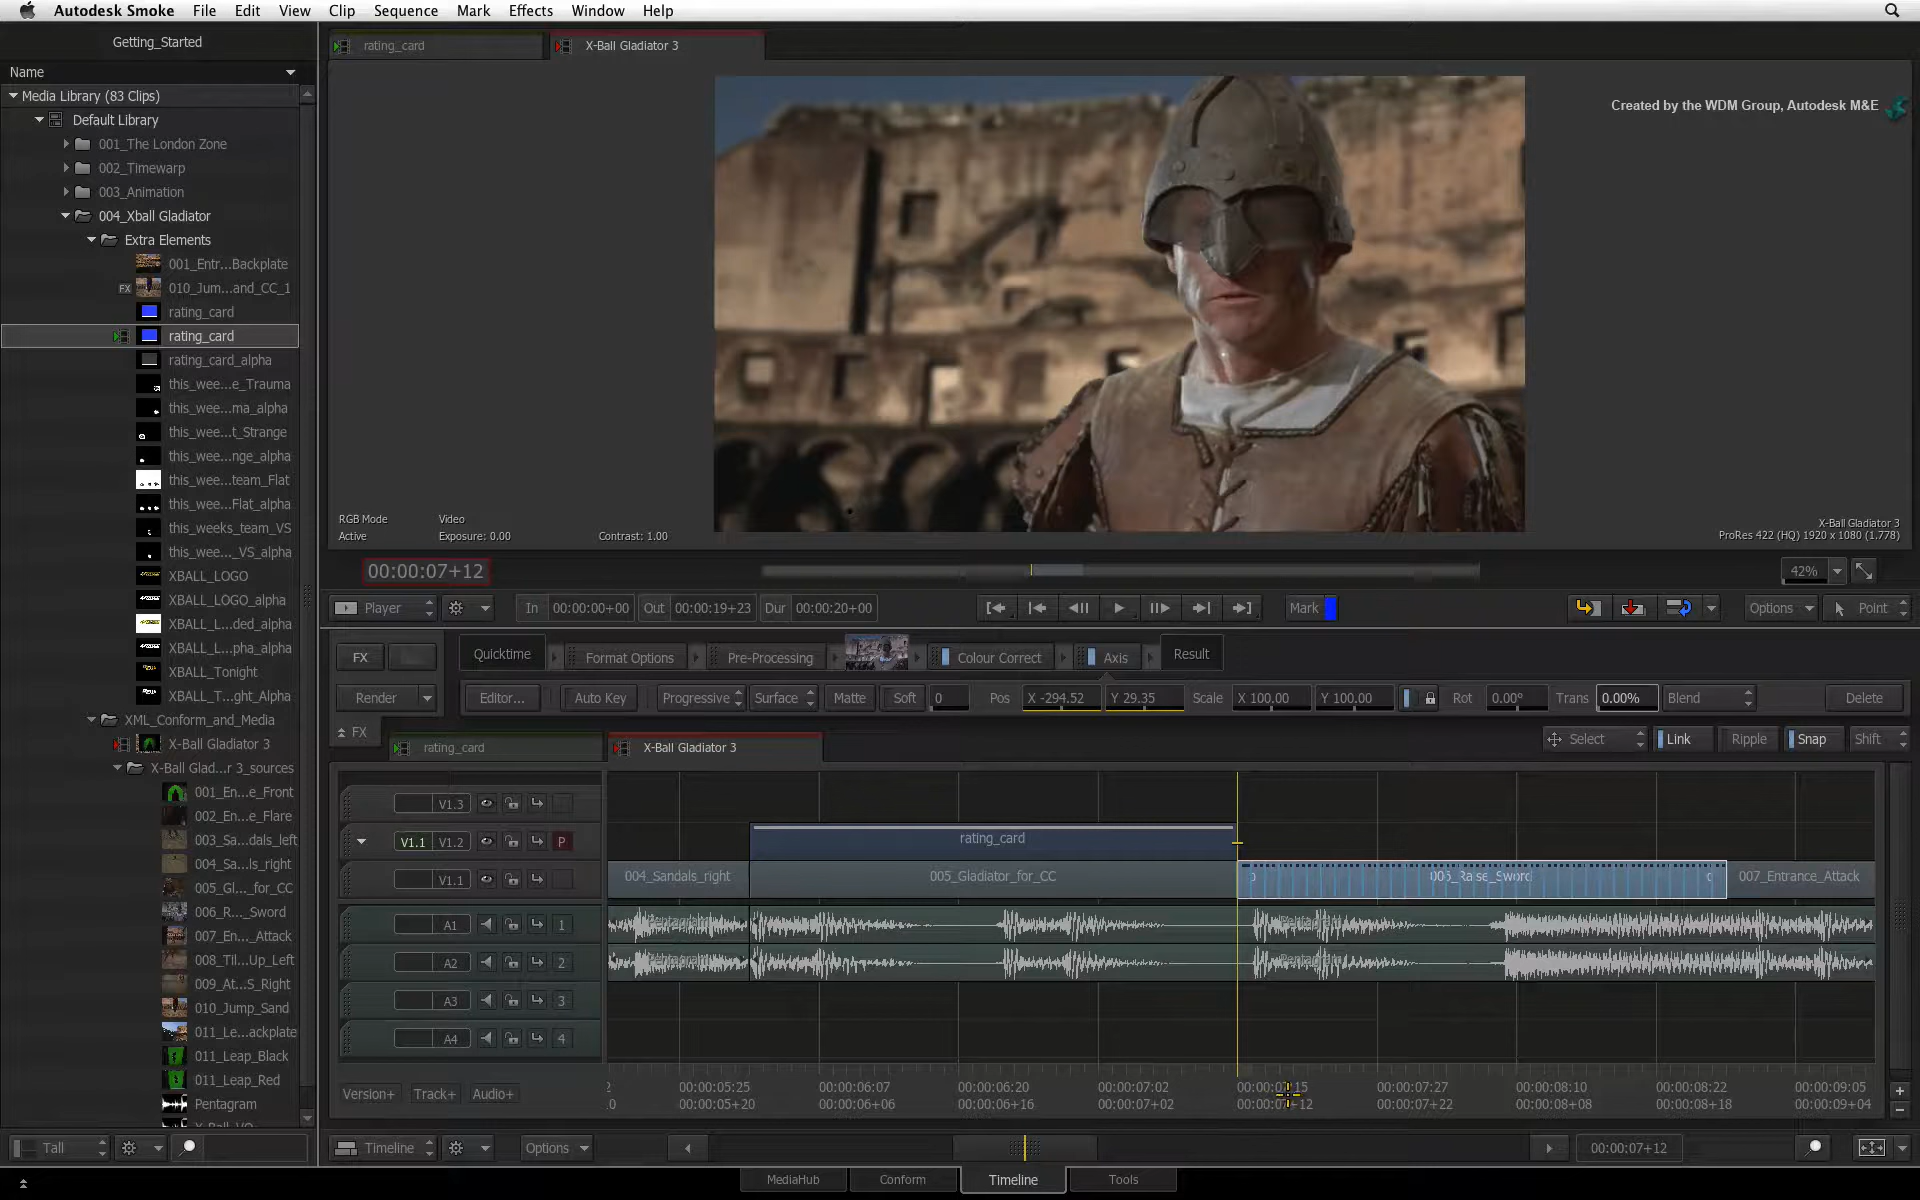 Autodesk Smoke File Edit View Clip Sequence Mark Effects Window Help
Getting_Started
Name
Media Library (83 Clips)
Default Library
001_The London Zone
002_Timewarp
003_Animation
004_Xball Gladiator
Extra Elements
001_Entr...Backplate
FX 010_Jum...and_CC_1
rating_card
rating_card
rating_card_alpha
this_wee...e_Trauma
this_wee...ma_alpha
this_wee...t_Strange
this_wee...nge_alpha
this_wee...team_Flat
this_wee...Flat_alpha
this_weeks_team_VS
this_wee..._VS_alpha
XBALL_LOGO
XBALL_LOGO_alpha
XBALL_L...ded_alpha
XBALL_L...pha_alpha
XBALL_Tonight
XBALL_T...ght_Alpha
XML_Conform_and_Media
X-Ball Gladiator 3
X-Ball Glad...r 3_sources
001_En...e_Front
002_En...e_Flare
003_Sa...dals_left
004_Sa...ls_right
005_Gl..._for_CC
006_R..._Sword
007_En..._Attack
008_Til...Up_Left
009_At...S_Right
010_Jump_Sand
011_Le...ackplate
011_Leap_Black
011_Leap_Red
Pentagram
Tall
rating_card X-Ball Gladiator 3
Created by the WDM Group, Autodesk M&E
RGB Mode Video
Active Exposure: 0.00 Contrast: 1.00
X-Ball Gladiator 3
ProRes 422 (HQ) 1920 x 1080 (1.778)
00:00:07+12 42%
Player In 00:00:00+00 Out 00:00:19+23 Dur 00:00:20+00 Mark Options Point
FX Quicktime Format Options Pre-Processing Colour Correct Axis Result
Render Editor... Auto Key Progressive Surface Matte Soft 0 Pos X -294.52 Y 29.35 Scale X 100.00 Y 100.00 Rot 0.00° Trans 0.00% Blend Delete
FX rating_card X-Ball Gladiator 3 Select Link Ripple Snap Shift
V1.3
V1.1 V1.2 P rating_card
V1.1 004_Sandals_right 005_Gladiator_for_CC 006_Raise_Sword 007_Entrance_Attack
A1 1 Pentagram Pentagram
A2 2 Pentagram Pentagram
A3 3
A4 4
Version+ Track+ Audio+
2 00:00:05:25 00:00:06:07 00:00:06:20 00:00:07:02 00:00:07:15 00:00:07:27 00:00:08:10 00:00:08:22 00:00:09:05
.0 00:00:05+20 00:00:06+06 00:00:06+16 00:00:07+02 00:00:07+12 00:00:07+22 00:00:08+08 00:00:08+18 00:00:09+04
Timeline Options 00:00:07+12
MediaHub Conform Timeline Tools